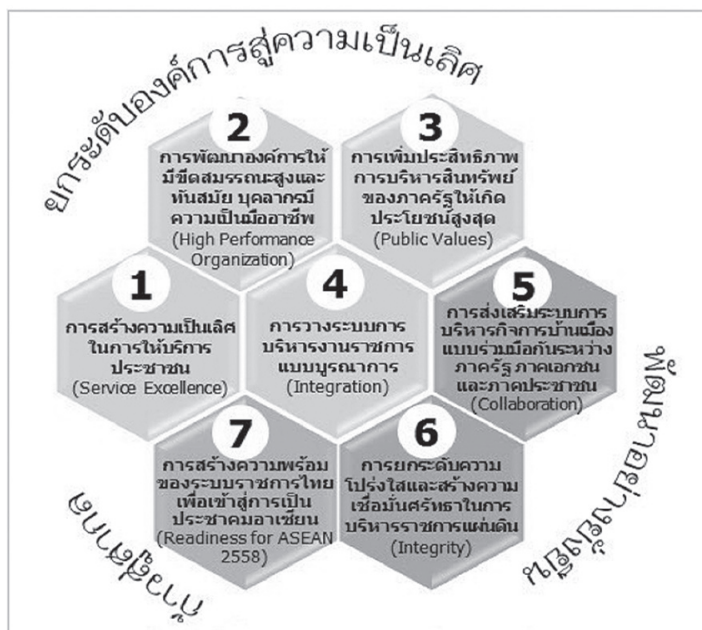 ยกระดับองค์การสู่ความเป็นเลิศ
2
การพัฒนาองค์การให้
มีขีดสมรรถนะสูงและ
ทันสมัย บุคลากรมี
ความเป็นมืออาชีพ
(High Performance
Organization)
3
การเพิ่มประสิทธิภาพ
การบริหารสินทรัพย์
ของภาครัฐให้เกิด
ประโยชน์สูงสุด
(Public Values)
1
การสร้างความเป็นเลิศ
ในการให้บริการ
ประชาชน
(Service Excellence)
4
การวางระบบการ
บริหารงานราชการ
แบบบูรณาการ
(Integration)
5
การส่งเสริมระบบการ
บริหารกิจการบ้านเมือง
แบบร่วมมือกันระหว่าง
ภาครัฐ ภาคเอกชน
และภาคประชาชน
(Collaboration)
พัฒนาอย่างยั่งยืน
7
การสร้างความพร้อม
ของระบบราชการไทย
เพื่อเข้าสู่การเป็น
ประชาคมอาเซียน
(Readiness for ASEAN
2558)
6
การยกระดับความ
โปร่งใสและสร้างความ
เชื่อมั่นศรัทธาในการ
บริหารราชการแผ่นดิน
(Integrity)
ก้าวสู่สากล